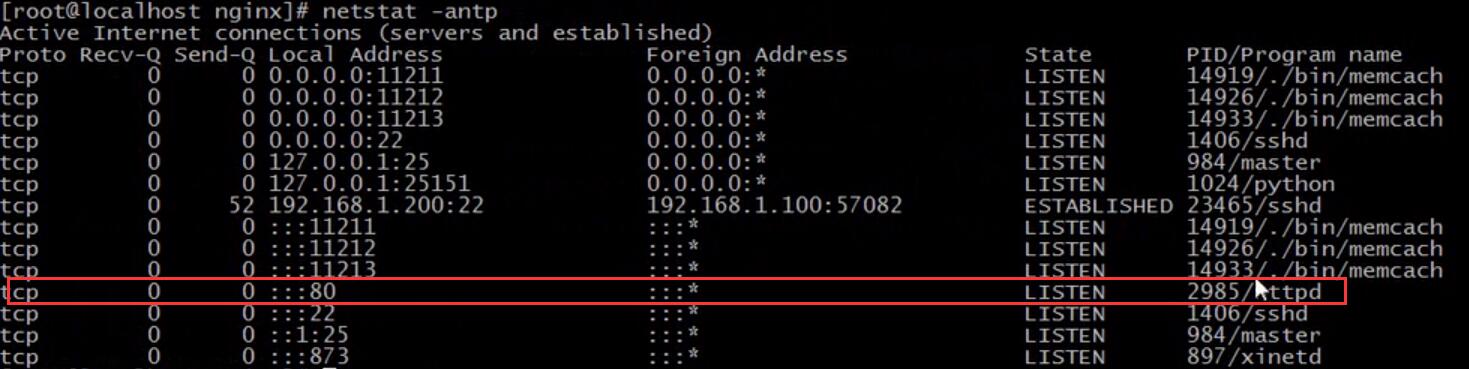 [root@localhost nginx]# netstat -antp
Active Internet connections (servers and established)
Proto Recv-Q Send-Q Local Address Foreign Address State PID/Program name
tcp 0 0 0.0.0.0:11211 0.0.0.0:* LISTEN 14919/./bin/memcach
tcp 0 0 0.0.0.0:11212 0.0.0.0:* LISTEN 14926/./bin/memcach
tcp 0 0 0.0.0.0:11213 0.0.0.0:* LISTEN 14933/./bin/memcach
tcp 0 0 0.0.0.0:22 0.0.0.0:* LISTEN 1406/sshd
tcp 0 0 127.0.0.1:25 0.0.0.0:* LISTEN 984/master
tcp 0 0 127.0.0.1:25151 0.0.0.0:* LISTEN 1024/python
tcp 0 52 192.168.1.200:22 192.168.1.100:57082 ESTABLISHED 23465/sshd
tcp 0 0 :::11211 :::* LISTEN 14919/./bin/memcach
tcp 0 0 :::11212 :::* LISTEN 14926/./bin/memcach
tcp 0 0 :::11213 :::* LISTEN 14933/./bin/memcach
tcp 0 0 :::80 :::* LISTEN 2985/httpd
tcp 0 0 :::22 :::* LISTEN 1406/sshd
tcp 0 0 ::1:25 :::* LISTEN 984/master
tcp 0 0 :::873 :::* LISTEN 897/xinetd